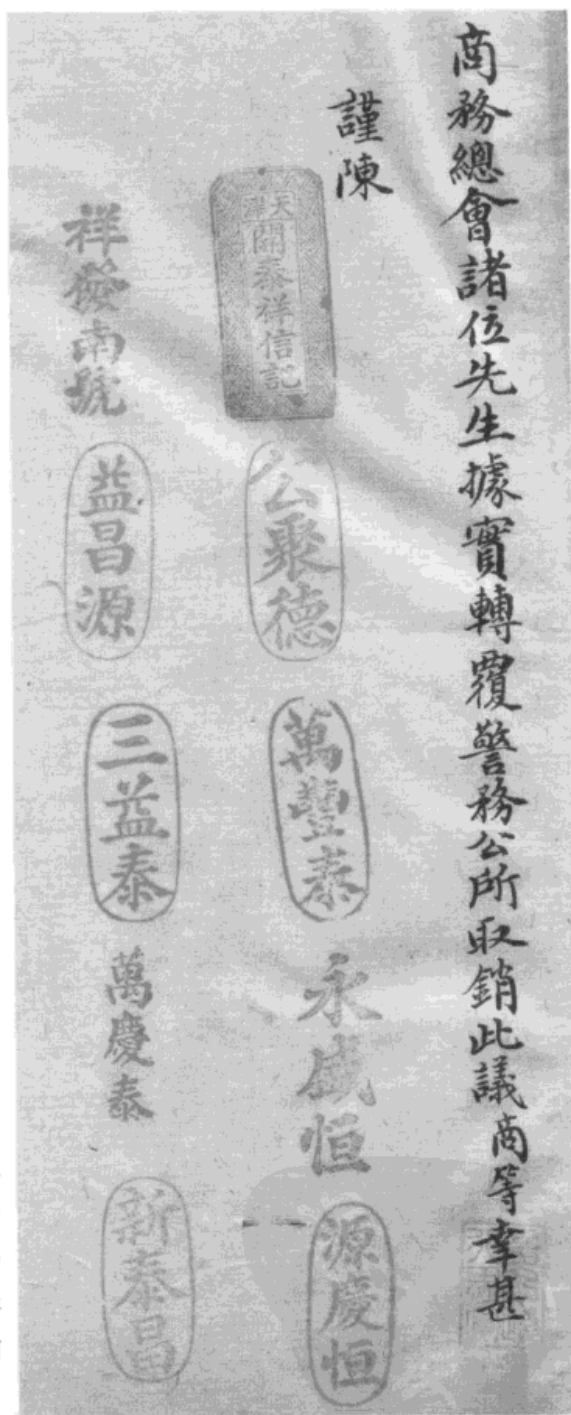 商務總會諸位先生據實轉覆警務公所取銷此議商等幸甚
謹陳
天津
開泰祥信記
公聚德
萬豐泰
永盛恒
源慶恒
祥發南號
益昌源
三益泰
萬慶泰
新泰昌